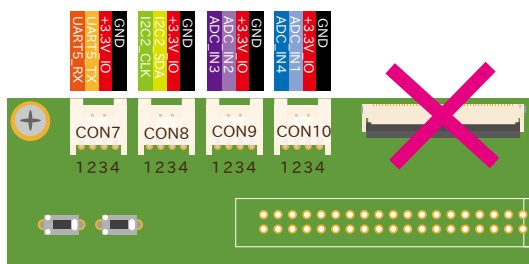 UART5_RX
UART5_TX
+3.3V_IO
GND
I2C2_CLK
I2C2_SDA
+3.3V_IO
GND
ADC_IN3
ADC_IN2
+3.3V_IO
GND
ADC_IN4
ADC_IN1
+3.3V_IO
GND
CON7
CON8
CON9
CON10
1234
1234
1234
1234